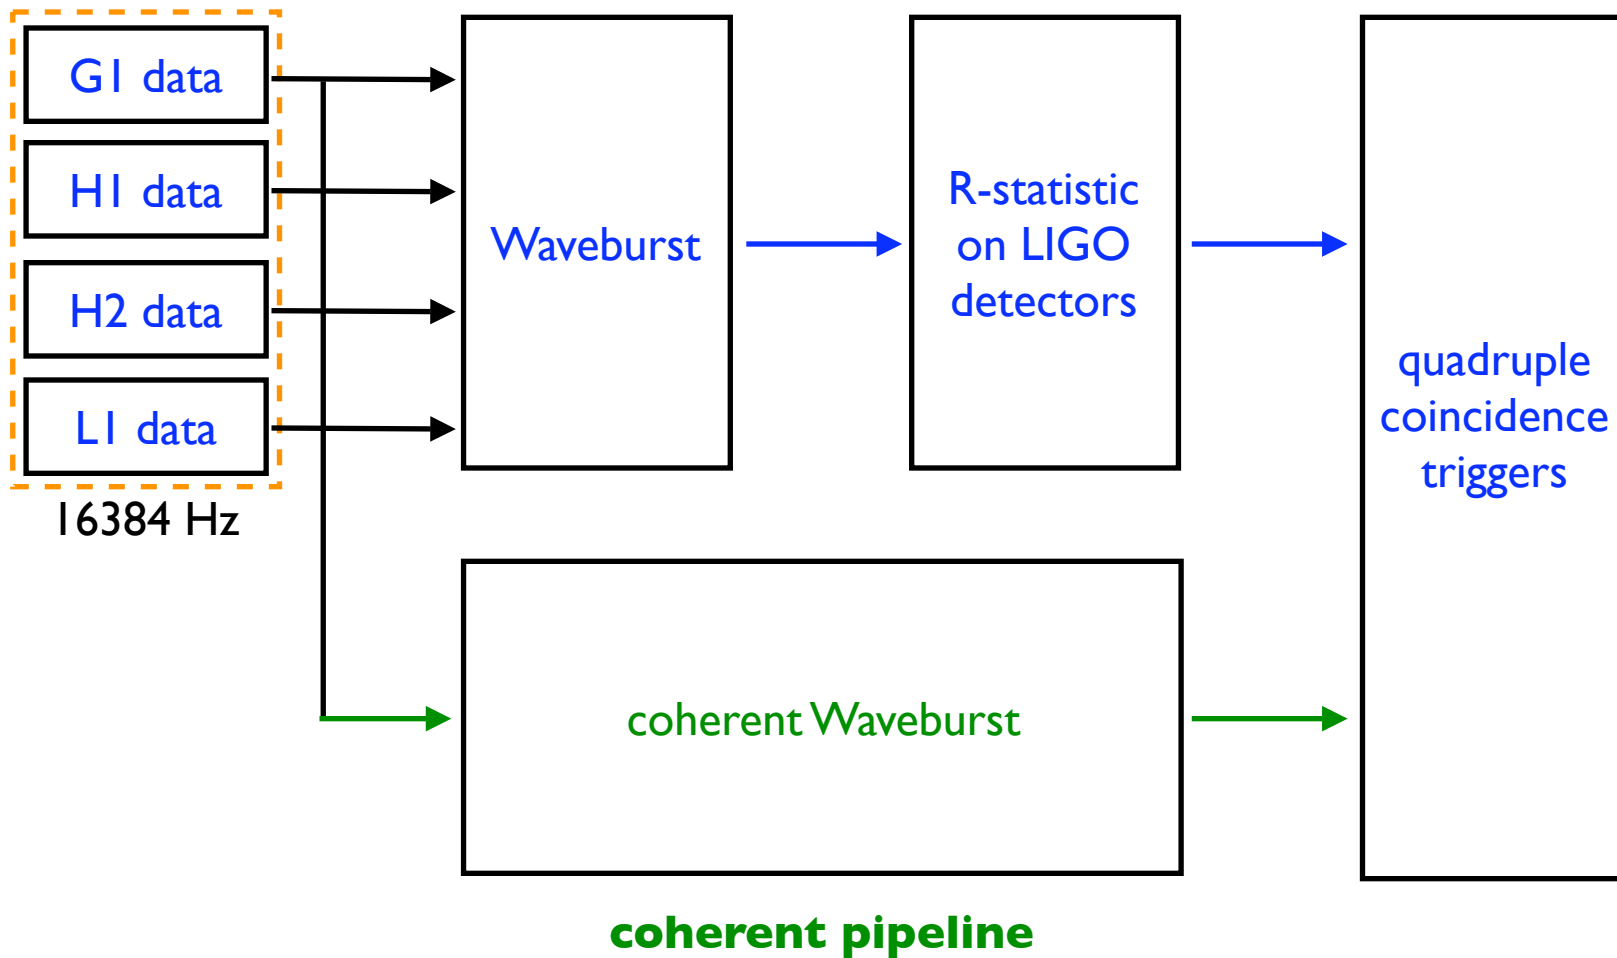 G1 data
H1 data
H2 data
L1 data
16384 Hz
Waveburst
R-statistic
on LIGO
detectors
quadruple
coincidence
triggers
coherent Waveburst
coherent pipeline